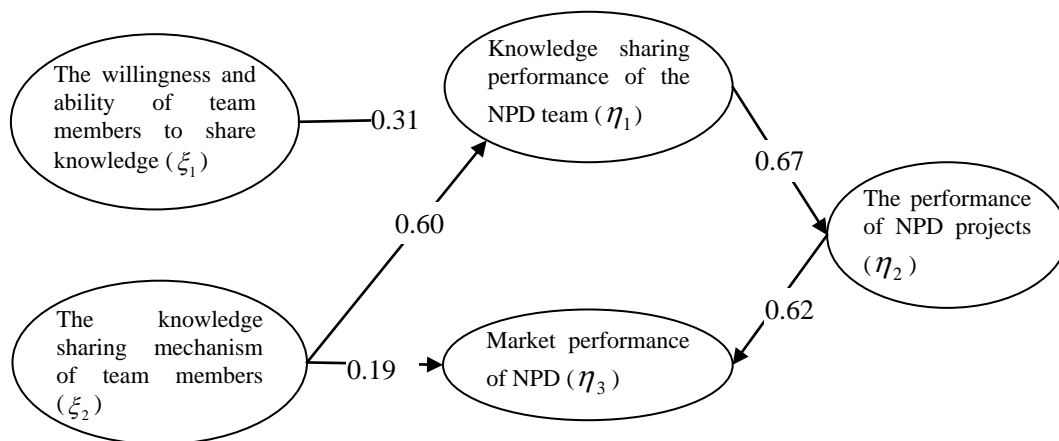 The willingness and
ability of team
members to share
knowledge (ξ₁)
0.31
Knowledge sharing
performance of the
NPD team (η₁)
0.67
The performance
of NPD projects
(η₂)
0.60
0.62
The knowledge
sharing mechanism
of team members
(ξ₂)
0.19
Market performance
of NPD (η₃)